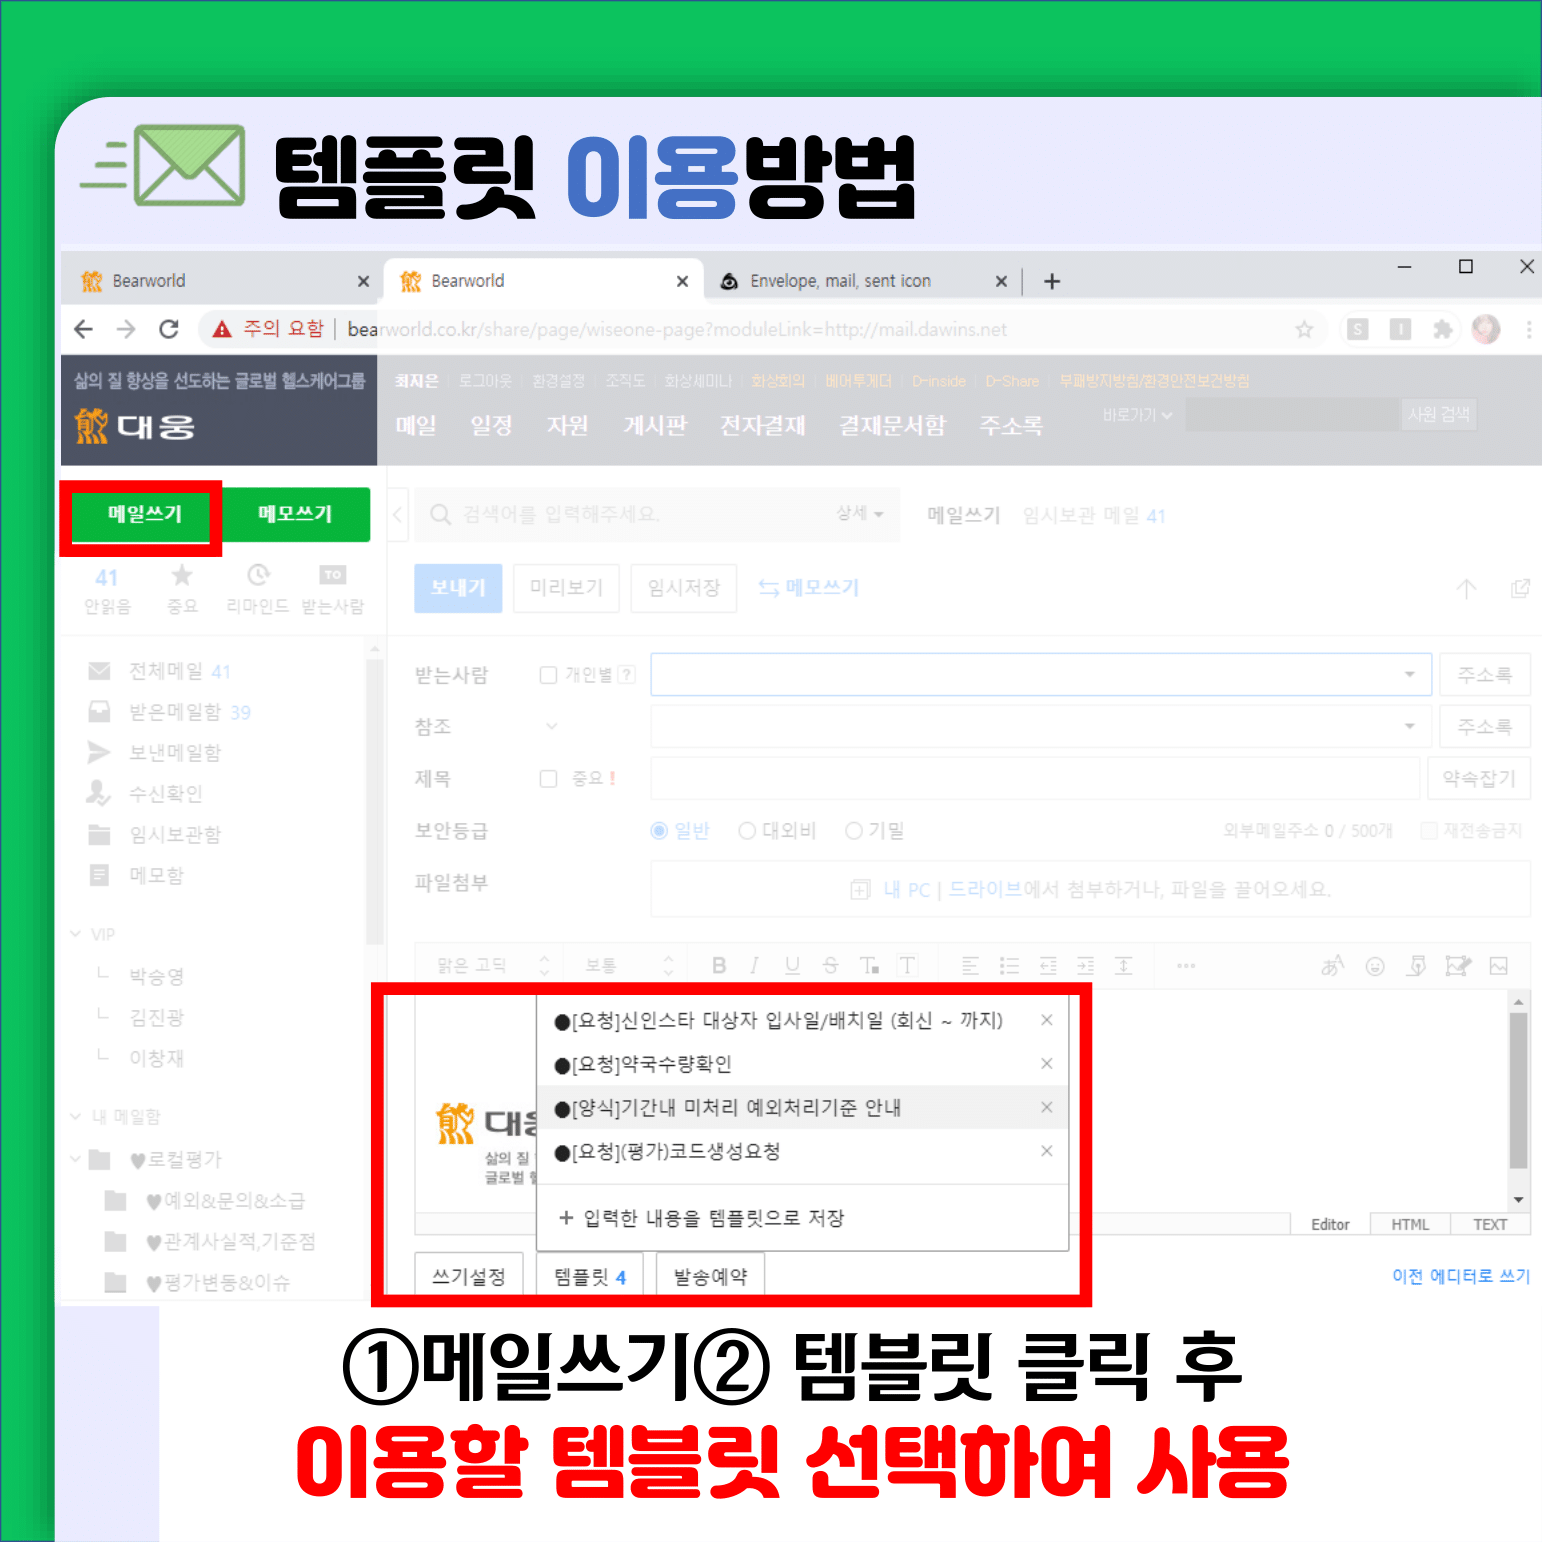 템플릿 이용방법
Bearworld
Bearworld
Envelope, mail, sent icon
주의 요함 | bearworld.co.kr/share/page/wiseone-page?moduleLink=http://mail.dawins.net
S
삶의 질 향상을 선도하는 글로벌 헬스케어그룹
최지은 로그아웃 환경설정 조직도 화상세미나 화상회의 베어투게더 D-inside D-Share 부패방지방침/환경안전보건방침
대웅
메일 일정 자원 게시판 전자결재 결재문서함 주소록
바로가기
사원 검색
메일쓰기 메모쓰기
검색어를 입력해주세요.
상세
메일쓰기 임시보관 메일 41
41
TO
안읽음 중요 리마인드 받는사람
보내기 미리보기 임시저장 메모쓰기
전체메일 41
받은메일함 39
보낸메일함
수신확인
임시보관함
메모함
VIP
박승영
김진광
이창재
내 메일함
♥로컬평가
♥예외&문의&소급
♥관계사실적,기준점
♥평가변동&이슈
받는사람 개인별 ? 주소록
참조 주소록
제목 중요 ! 약속잡기
보안등급 일반 대외비 기밀 외부메일주소 0 / 500개 재전송금지
파일첨부 내 PC | 드라이브에서 첨부하거나, 파일을 끌어오세요.
맑은 고딕 보통 B I U S T T
●[요청]신인스타 대상자 입사일/배치일 (회신 ~ 까지)
●[요청]약국수량확인
●[양식]기간내 미처리 예외처리기준 안내
●[요청](평가)코드생성요청
+ 입력한 내용을 템플릿으로 저장
삶의 질
글로벌
Editor HTML TEXT
쓰기설정 템플릿 4 발송예약
이전 에디터로 쓰기
①메일쓰기② 템블릿 클릭 후
이용할 템블릿 선택하여 사용